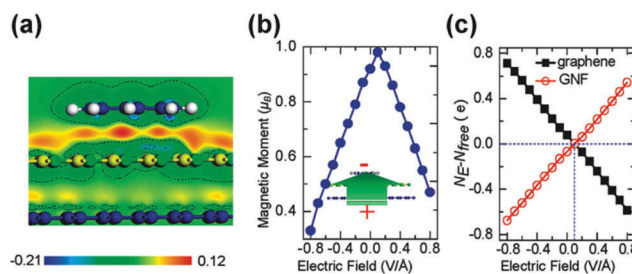 (a)
-0.21
0.12
(b)
Magnetic Moment (μB)
1.0
0.8
0.6
0.4
-
+
-0.8
-0.4
0.0
0.4
0.8
Electric Field (V/Å)
(c)
NE-Nfree ( e)
0.8
0.4
0.0
-0.4
-0.8
graphene
GNF
-0.8
-0.4
0.0
0.4
0.8
Electric Field (V/Å)